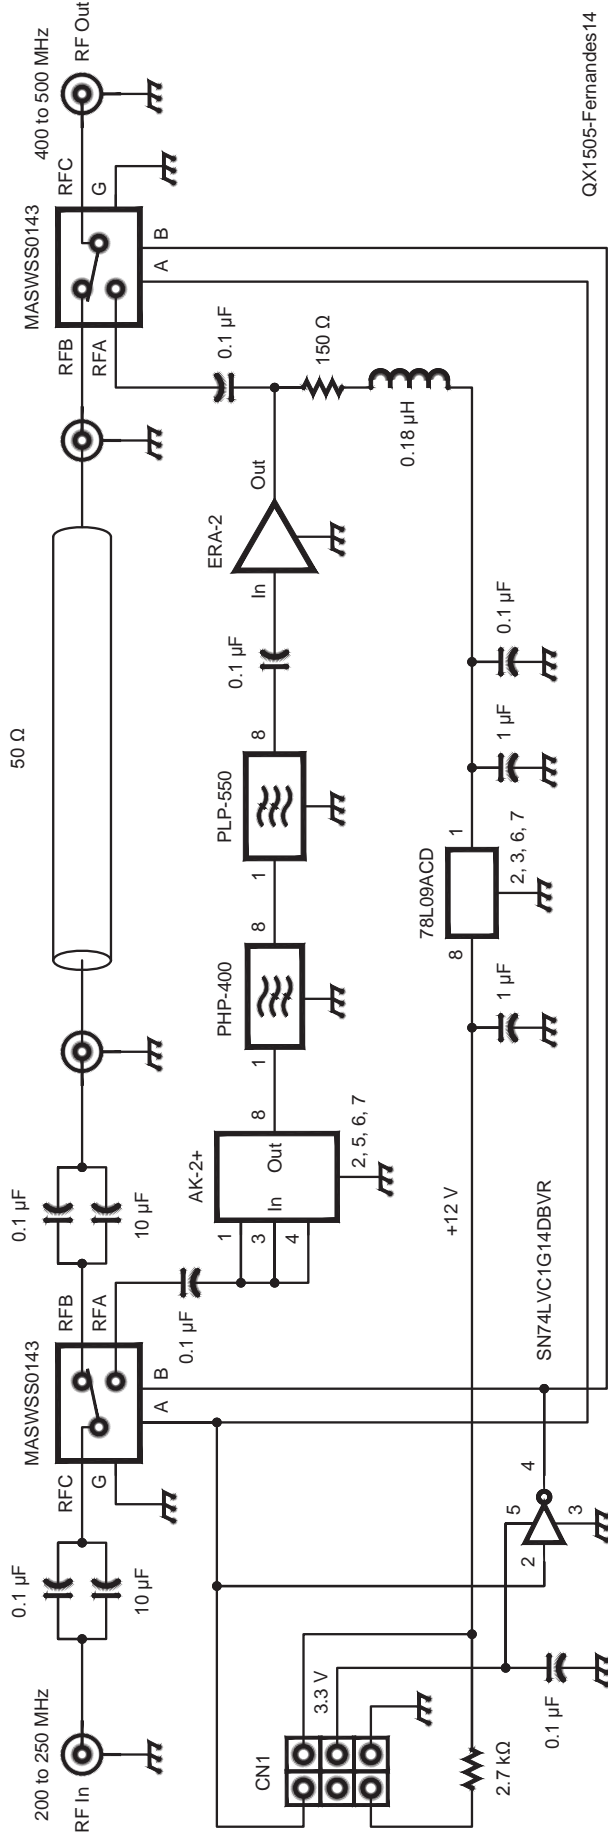 200 to 250 MHz
RF In
0.1 µF
10 µF
MASWSS0143
RFC
G
RFB
RFA
A
B
0.1 µF
10 µF
50 Ω
RFB
RFA
MASWSS0143
RFC
G
A
B
400 to 500 MHz
RF Out
0.1 µF
AK-2+
1
3
4
In
Out
8
2, 5, 6, 7
PHP-400
1
8
PLP-550
1
8
0.1 µF
ERA-2
In
Out
0.1 µF
150 Ω
0.18 µH
CN1
3.3 V
+12 V
1 µF
78L09ACD
8
1
2, 3, 6, 7
1 µF
0.1 µF
2.7 kΩ
0.1 µF
2
5
3
4
SN74LVC1G14DBVR
QX1505-Fernandes14